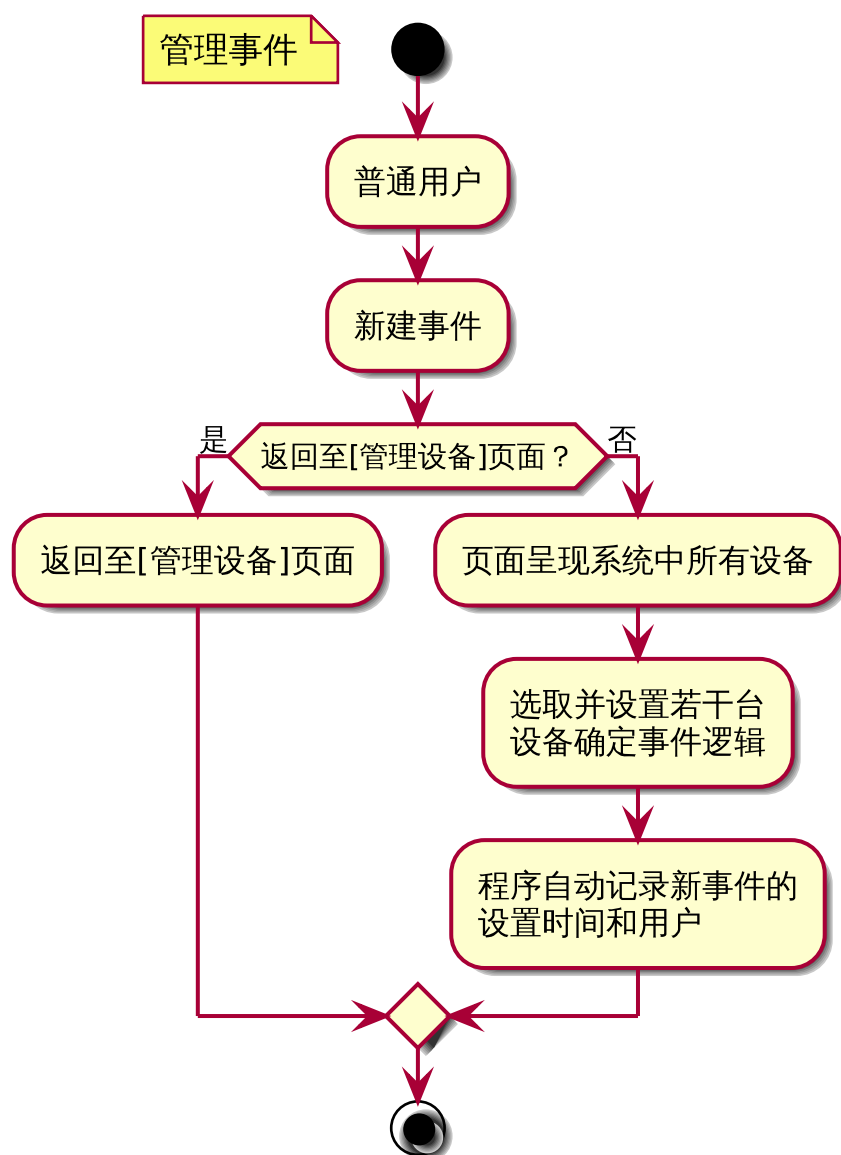 管理事件
普通用户
新建事件
返回至[管理设备]页面？
是
否
返回至[管理设备]页面
页面呈现系统中所有设备
选取并设置若干台
设备确定事件逻辑
程序自动记录新事件的
设置时间和用户